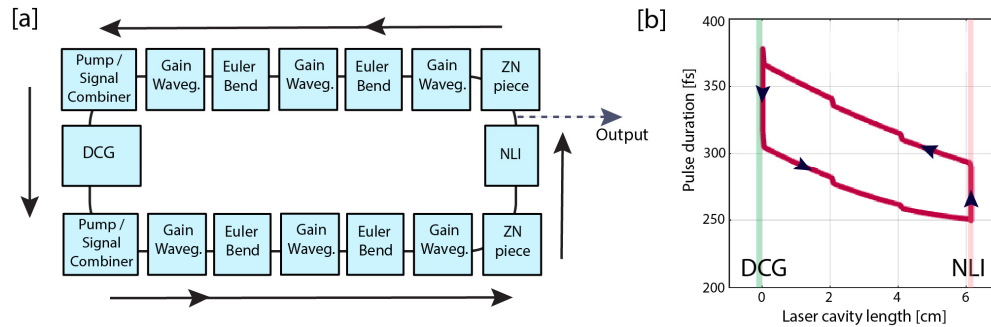 [a]
Pump /
Signal
Combiner
Gain
Waveg.
Euler
Bend
Gain
Waveg.
Euler
Bend
Gain
Waveg.
ZN
piece
DCG
NLI
Output
Pump /
Signal
Combiner
Gain
Waveg.
Euler
Bend
Gain
Waveg.
Euler
Bend
Gain
Waveg.
ZN
piece
[b]
Pulse duration [fs]
400
350
300
250
200
DCG
NLI
0
2
4
6
Laser cavity length [cm]